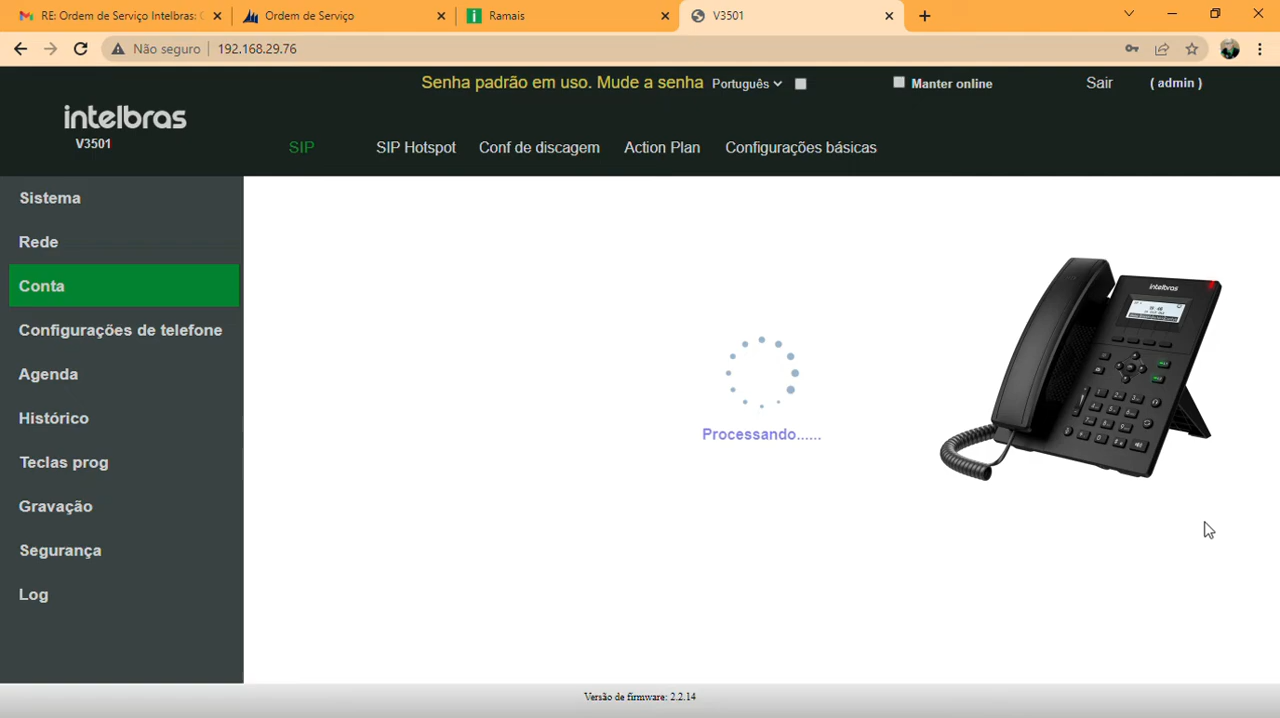 RE: Ordem de Serviço Intelbras: C
Ordem de Serviço
Ramais
V3501
Não seguro
192.168.29.76
Senha padrão em uso. Mude a senha
Português
Manter online
Sair
( admin )
intelbras
V3501
SIP
SIP Hotspot
Conf de discagem
Action Plan
Configurações básicas
Sistema
Rede
Conta
Configurações de telefone
Agenda
Histórico
Teclas prog
Gravação
Segurança
Log
intelbras
Processando......
Versão de firmware: 2.2.14